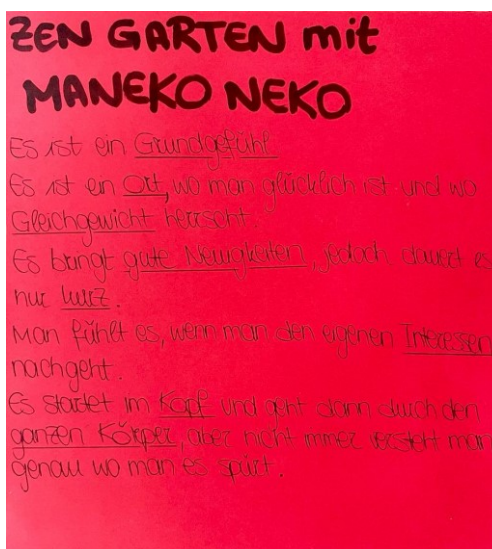 ZEN GARTEN mit
MANEKO NEKO
Es ist ein Grundgefühl
Es ist ein Ort, wo man glücklich ist und wo
Gleichgewicht herrscht.
Es bringt gute Neuigkeiten, jedoch dauert es
nur kurz.
Man fühlt es, wenn man den eigenen Interessen
nachgeht.
Es startet im Kopf und geht dann durch den
ganzen Körper, aber nicht immer versteht man
genau wo man es spürt.